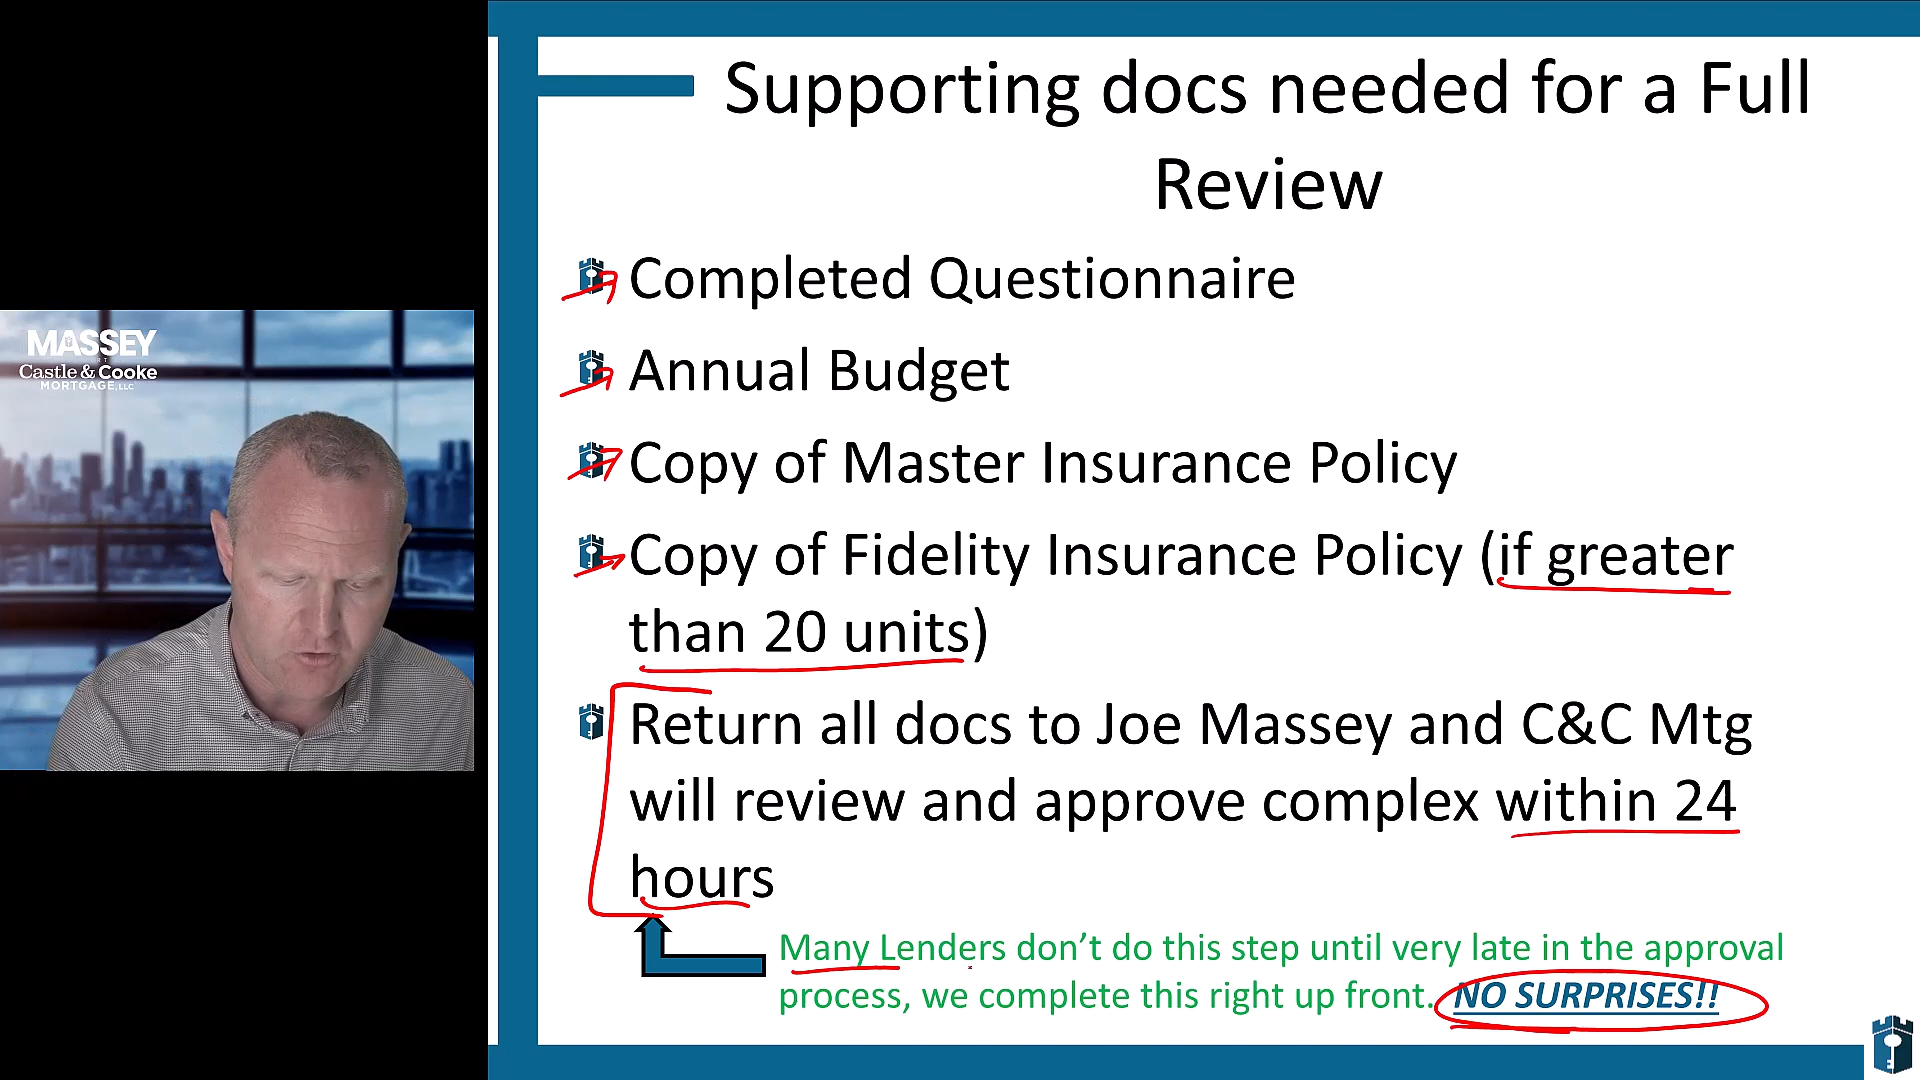 MASSEY
AT
Castle & Cooke
MORTGAGE, LLC
Supporting docs needed for a Full
Review
Completed Questionnaire
Annual Budget
Copy of Master Insurance Policy
Copy of Fidelity Insurance Policy (if greater
than 20 units)
Return all docs to Joe Massey and C&C Mtg
will review and approve complex within 24
hours
Many Lenders don’t do this step until very late in the approval
process, we complete this right up front. NO SURPRISES!!